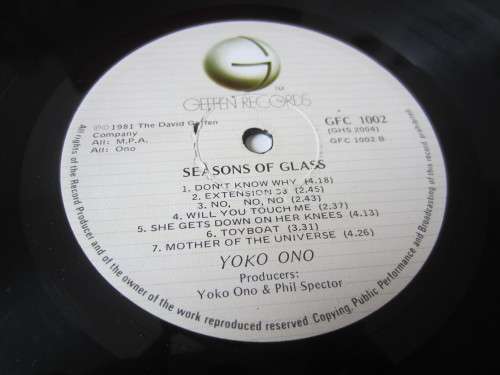 GEFFEN RECORDS
TM
℗© 1981 The David Geffen
Company
All: M.P.A.
All: Ono
GFC 1002
(GHS 2004)
GFC 1002 B
SEASONS OF GLASS
1. DON'T KNOW WHY (4.18)
2. EXTENSION 33 (2.45)
3. NO, NO, NO (2.43)
4. WILL YOU TOUCH ME (2.37)
5. SHE GETS DOWN ON HER KNEES (4.13)
6. TOYBOAT (3.31)
7. MOTHER OF THE UNIVERSE (4.26)
YOKO ONO
Producers:
Yoko Ono & Phil Spector
All rights of the Record Producer and of the owner of the work reproduced reserved. Copying, Public Performance and Broadcasting of this record prohibited.